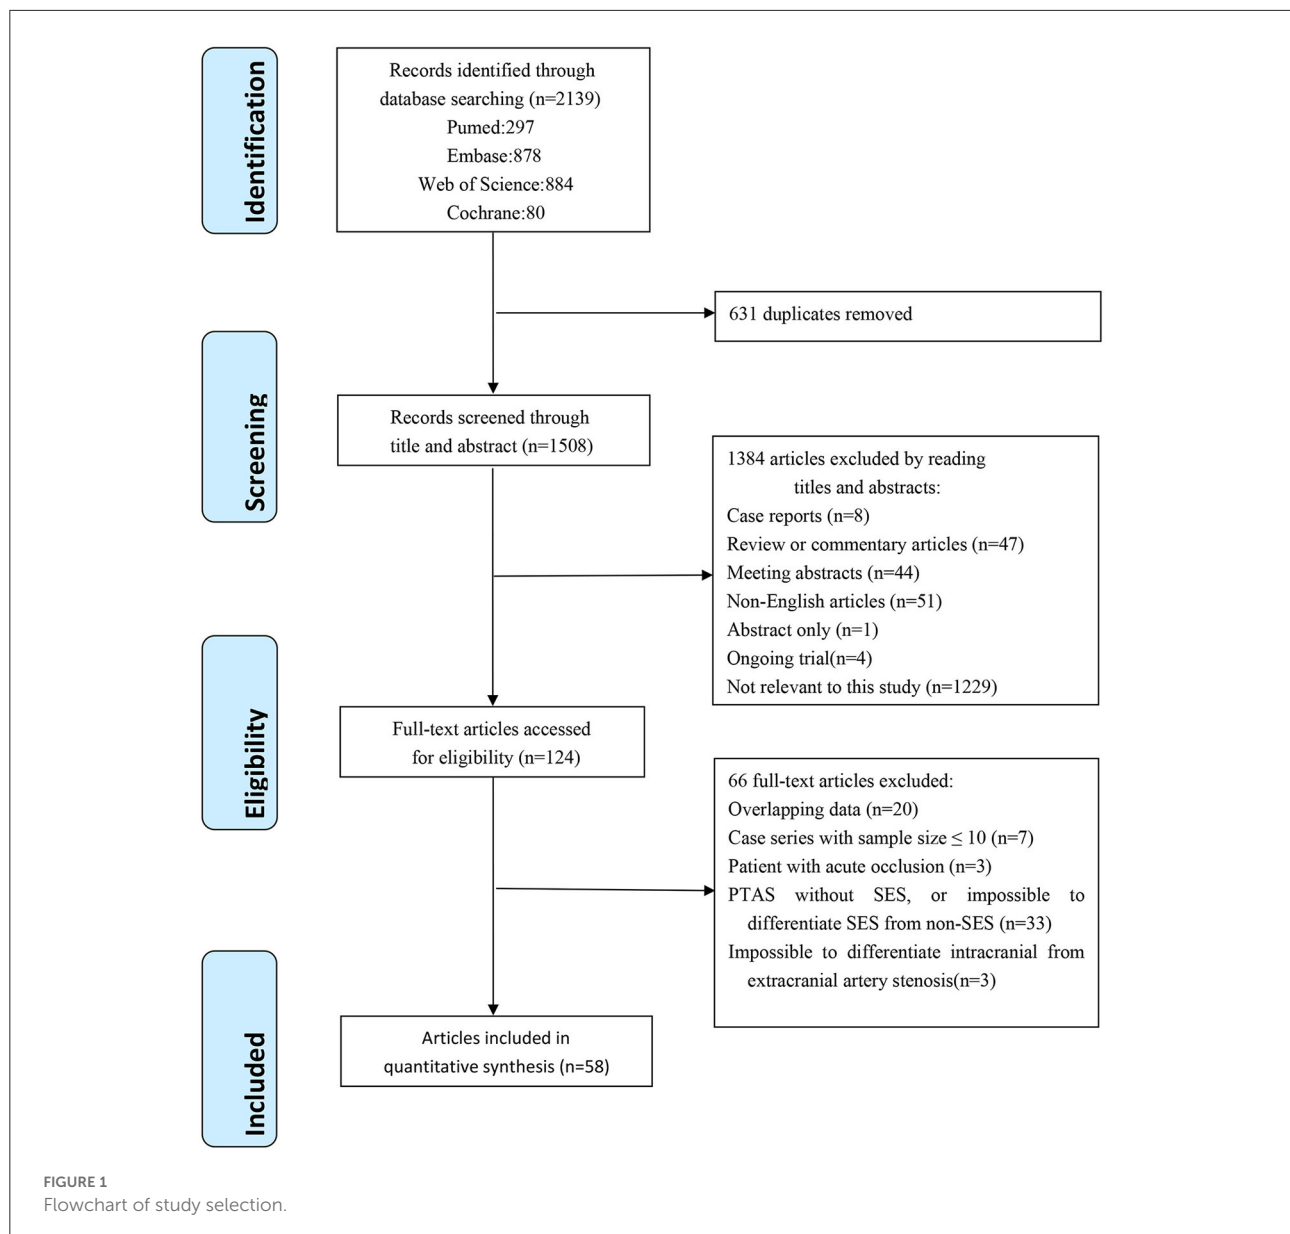 Identification
Records identified through
database searching (n=2139)
Pumed:297
Embase:878
Web of Science:884
Cochrane:80
631 duplicates removed
Screening
Records screened through
title and abstract (n=1508)
1384 articles excluded by reading
titles and abstracts:
Case reports (n=8)
Review or commentary articles (n=47)
Meeting abstracts (n=44)
Non-English articles (n=51)
Abstract only (n=1)
Ongoing trial(n=4)
Not relevant to this study (n=1229)
Eligibility
Full-text articles accessed
for eligibility (n=124)
66 full-text articles excluded:
Overlapping data (n=20)
Case series with sample size ≤ 10 (n=7)
Patient with acute occlusion (n=3)
PTAS without SES, or impossible to
differentiate SES from non-SES (n=33)
Impossible to differentiate intracranial from
extracranial artery stenosis(n=3)
Included
Articles included in
quantitative synthesis (n=58)
FIGURE 1
Flowchart of study selection.